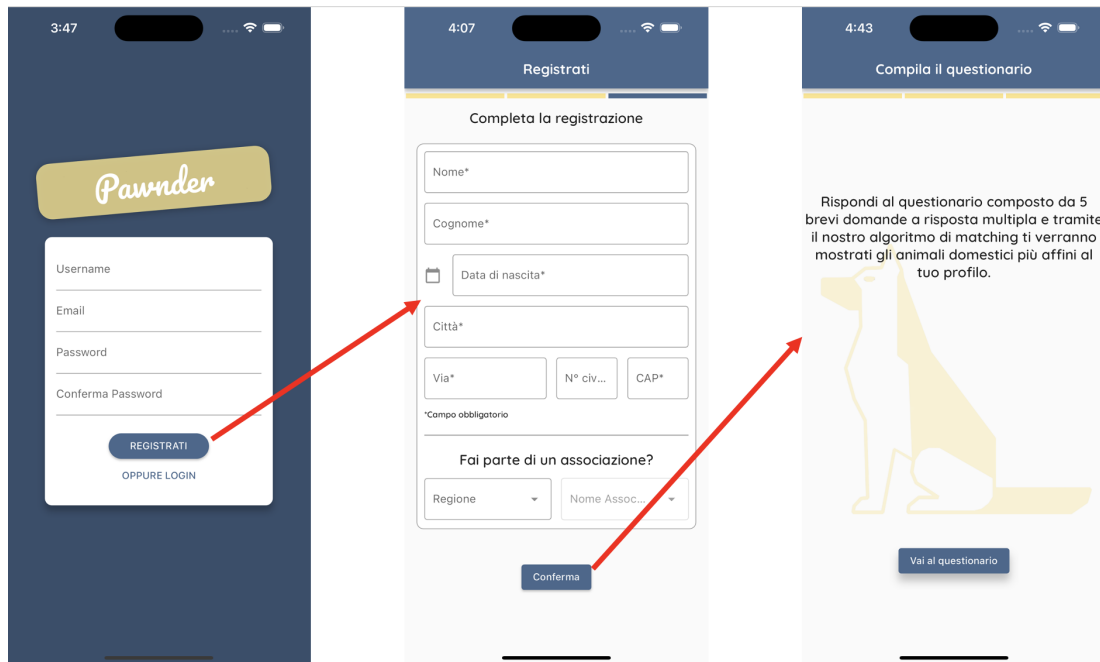 3:47
Pawnder
Username
Email
Password
Conferma Password
REGISTRATI
OPPURE LOGIN
4:07
Registrati
Completa la registrazione
Nome*
Cognome*
Data di nascita*
Città*
Via*
N° civ...
CAP*
*Campo obbligatorio
Fai parte di un associazione?
Regione
Nome Assoc...
Conferma
4:43
Compila il questionario
Rispondi al questionario composto da 5
brevi domande a risposta multipla e tramite
il nostro algoritmo di matching ti verranno
mostrati gli animali domestici più affini al
tuo profilo.
Vai al questionario